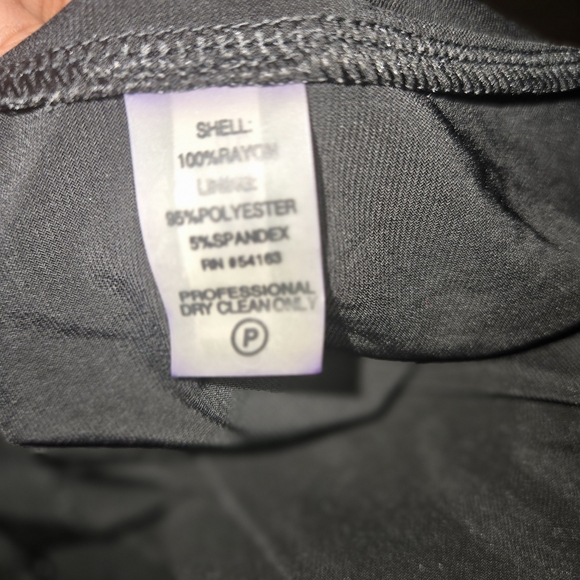 SHELL:
100%RAYON
LINING:
95%POLYESTER
5%SPANDEX
RN #54163
PROFESSIONAL
DRY CLEAN ONLY
P